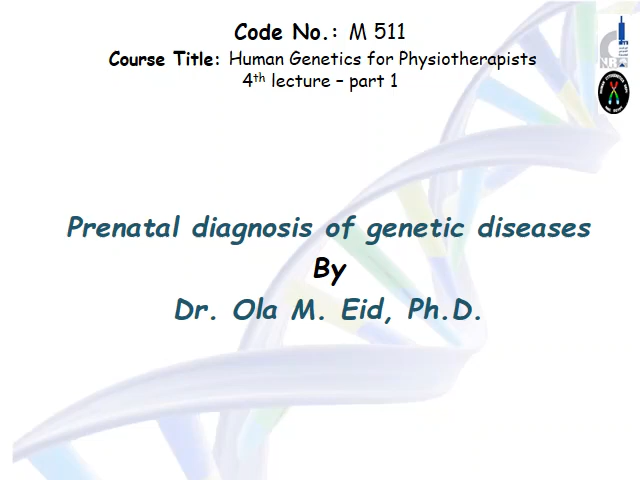 Code No.: M 511
Course Title: Human Genetics for Physiotherapists
4th lecture – part 1
NRC
Prenatal diagnosis of genetic diseases
By
Dr. Ola M. Eid, Ph.D.